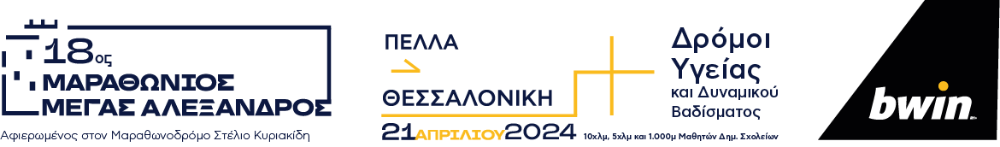 18ος
ΜΑΡΑΘΩΝΙΟΣ
ΜΕΓΑΣ ΑΛΕΞΑΝΔΡΟΣ
Αφιερωμένος στον Μαραθωνοδρόμο Στέλιο Κυριακίδη
ΠΕΛΛΑ
ΘΕΣΣΑΛΟΝΙΚΗ
21ΑΠΡΙΛΙΟΥ2024
Δρόμοι
Υγείας
και Δυναμικού
Βαδίσματος
10χλμ, 5χλμ και 1.000μ Μαθητών Δημ. Σχολείων
bwin